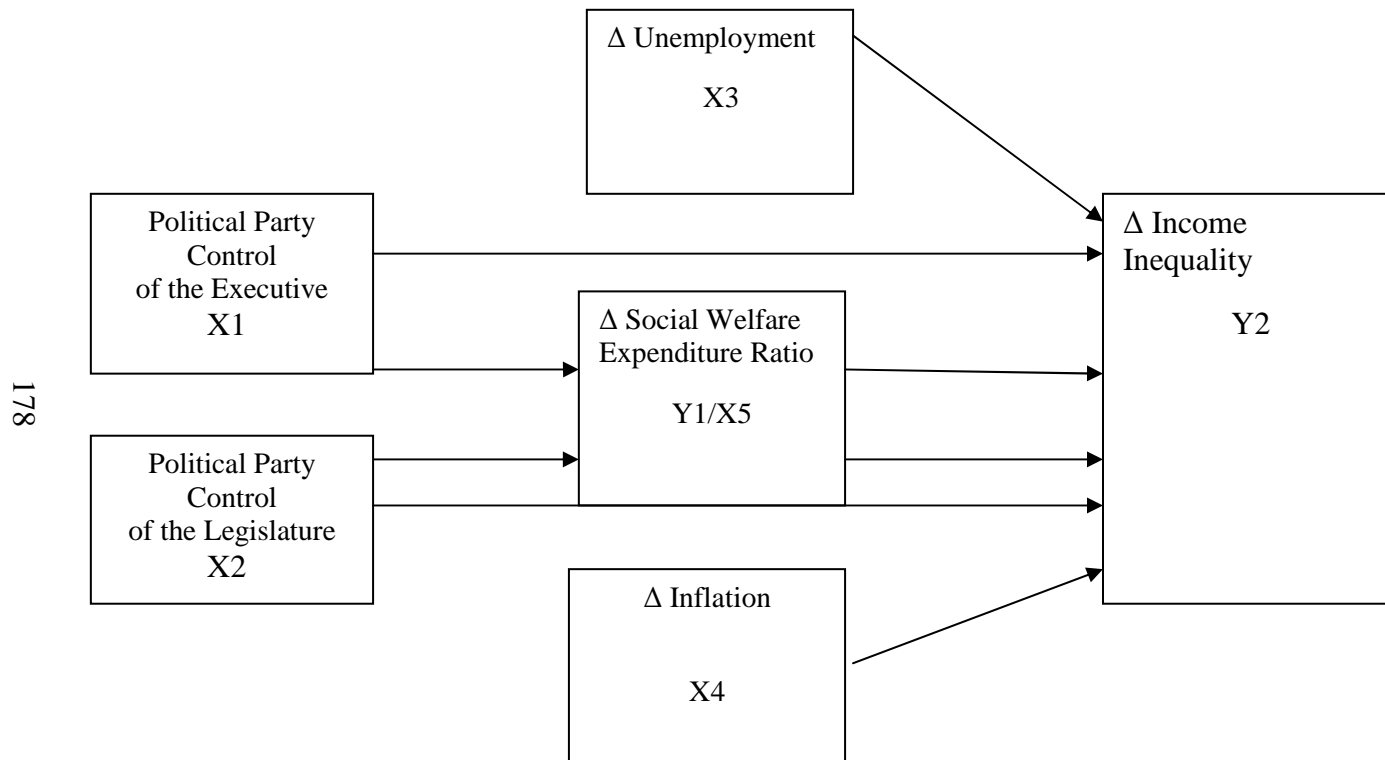 Δ Unemployment
X3
Political Party
Control
of the Executive
X1
Δ Social Welfare
Expenditure Ratio
Y1/X5
Δ Income
Inequality
Y2
178
Political Party
Control
of the Legislature
X2
Δ Inflation
X4